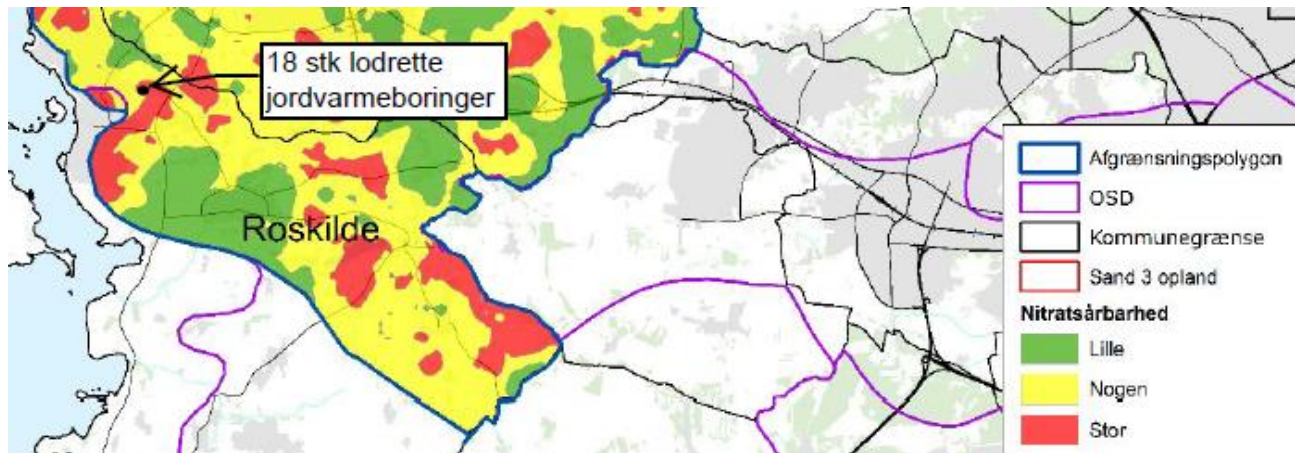 18 stk lodrette
jordvarmeboringer
Roskilde
Afgrænsningspolygon
OSD
Kommunegrænse
Sand 3 opland
Nitratsårbarhed
Lille
Nogen
Stor